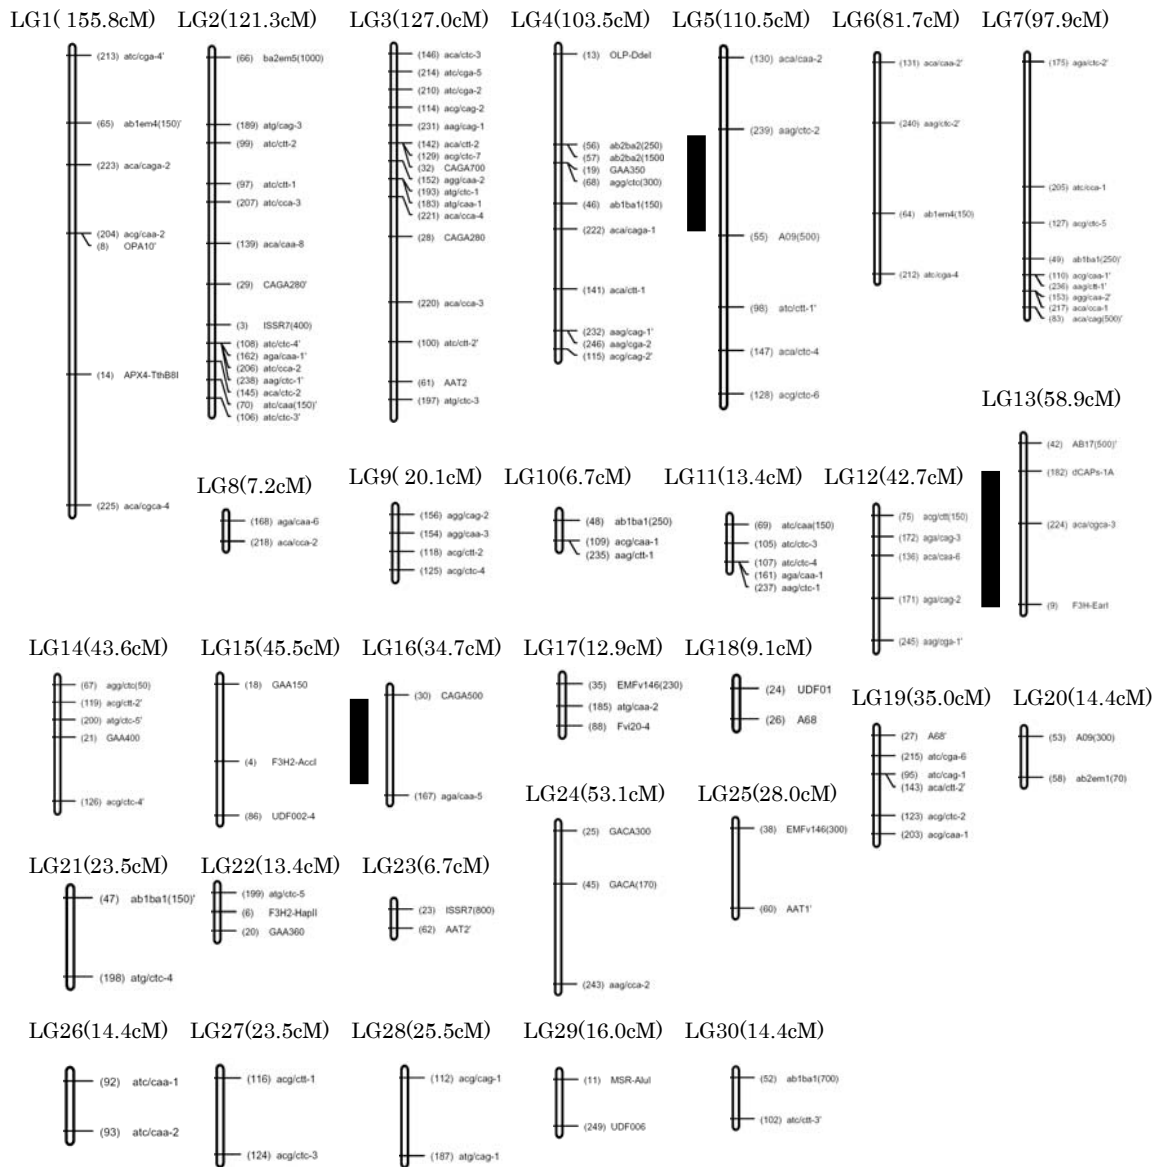 LG1( 155.8cM)
(213) atc/cga-4'
(65) ab1em4(150)'
(223) aca/caga-2
(204) acg/caa-2
(8) OPA10'
(14) APX4-TthB8I
(225) aca/cgca-4
LG2(121.3cM)
(66) ba2em5(1000)
(189) atg/cag-3
(99) atc/ctt-2
(97) atc/ctt-1
(207) atc/cca-3
(139) aca/caa-8
(29) CAGA280'
(3) ISSR7(400)
(108) atc/ctc-4'
(162) aga/caa-1'
(206) atc/cca-2
(238) aag/ctc-1'
(145) aca/ctc-2
(70) atc/caa(150)'
(106) atc/ctc-3'
LG3(127.0cM)
(146) aca/ctc-3
(214) atc/cga-5
(210) atc/cga-2
(114) acg/cag-2
(231) aag/cag-1
(142) aca/ctt-2
(129) acg/ctc-7
(32) CAGA700
(152) agg/caa-2
(193) atg/ctc-1
(183) atg/caa-1
(221) aca/cca-4
(28) CAGA280
(220) aca/cca-3
(100) atc/ctt-2'
(61) AAT2
(197) atg/ctc-3
LG4(103.5cM)
(13) OLP-DdeI
(56) ab2ba2(250)
(57) ab2ba2(1500
(19) GAA350
(68) agg/ctc(300)
(46) ab1ba1(150)
(222) aca/caga-1
(141) aca/ctt-1
(232) aag/cag-1'
(246) aag/cga-2
(115) acg/cag-2'
LG5(110.5cM)
(130) aca/caa-2
(239) aag/ctc-2
(55) A09(500)
(98) atc/ctt-1'
(147) aca/ctc-4
(128) acg/ctc-6
LG6(81.7cM)
(131) aca/caa-2'
(240) aag/ctc-2'
(64) ab1em4(150)
(212) atc/cga-4
LG7(97.9cM)
(175) aga/ctc-2'
(205) atc/cca-1
(127) acg/ctc-5
(49) ab1ba1(250)'
(110) acg/caa-1'
(236) aag/ctt-1'
(153) agg/caa-2'
(217) aca/cca-1
(83) aca/cag(500)'
LG8(7.2cM)
(168) aga/caa-6
(218) aca/cca-2
LG9( 20.1cM)
(156) agg/cag-2
(154) agg/caa-3
(118) acg/ctt-2
(125) acg/ctc-4
LG10(6.7cM)
(48) ab1ba1(250)
(109) acg/caa-1
(235) aag/ctt-1
LG11(13.4cM)
(69) atc/caa(150)
(105) atc/ctc-3
(107) atc/ctc-4
(161) aga/caa-1
(237) aag/ctc-1
LG12(42.7cM)
(75) acg/ctt(150)
(172) aga/cag-3
(136) aca/caa-6
(171) aga/cag-2
(245) aag/cga-1'
LG13(58.9cM)
(42) AB17(500)'
(182) dCAPs-1A
(224) aca/cgca-3
(9) F3H-EarI
LG14(43.6cM)
(67) agg/ctc(50)
(119) acg/ctt-2'
(200) atg/ctc-5'
(21) GAA400
(126) acg/ctc-4'
LG15(45.5cM)
(18) GAA150
(4) F3H2-AccI
(86) UDF002-4
LG16(34.7cM)
(30) CAGA500
(167) aga/caa-5
LG17(12.9cM)
(35) EMFv146(230)
(185) atg/caa-2
(88) Fvi20-4
LG18(9.1cM)
(24) UDF01
(26) A68
LG19(35.0cM)
(27) A68'
(215) atc/cga-6
(95) atc/cag-1
(143) aca/ctt-2'
(123) acg/ctc-2
(203) acg/caa-1
LG20(14.4cM)
(53) A09(300)
(58) ab2em1(70)
LG21(23.5cM)
(47) ab1ba1(150)'
(198) atg/ctc-4
LG22(13.4cM)
(199) atg/ctc-5
(6) F3H2-HapII
(20) GAA360
LG23(6.7cM)
(23) ISSR7(800)
(62) AAT2'
LG24(53.1cM)
(25) GACA300
(45) GACA(170)
(243) aag/cca-2
LG25(28.0cM)
(38) EMFv146(300)
(60) AAT1'
LG26(14.4cM)
(92) atc/caa-1
(93) atc/caa-2
LG27(23.5cM)
(116) acg/ctt-1
(124) acg/ctc-3
LG28(25.5cM)
(112) acg/cag-1
(187) atg/cag-1
LG29(16.0cM)
(11) MSR-AluI
(249) UDF006
LG30(14.4cM)
(52) ab1ba1(700)
(102) atc/ctt-3'